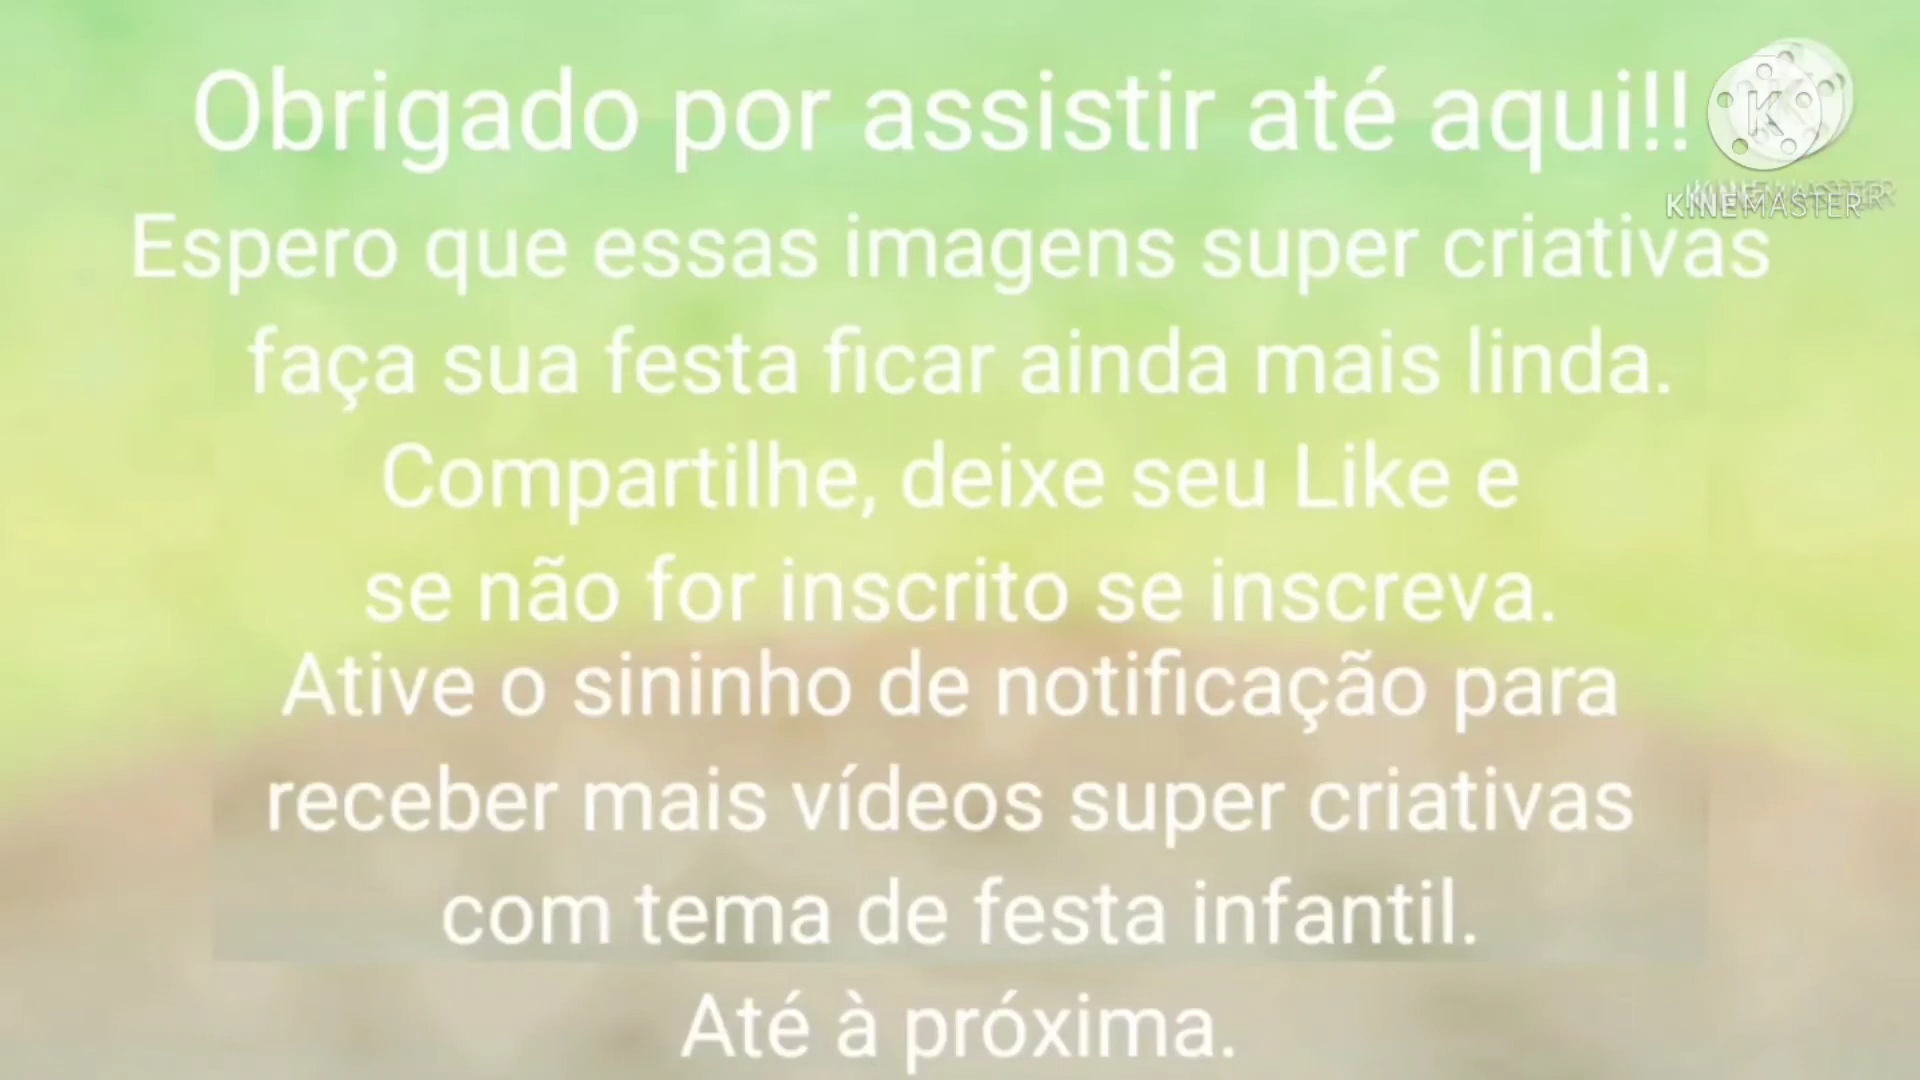 Obrigado por assistir até aqui!!
KINEMASTER
Espero que essas imagens super criativas
faça sua festa ficar ainda mais linda.
Compartilhe, deixe seu Like e
se não for inscrito se inscreva.
Ative o sininho de notificação para
receber mais vídeos super criativas
com tema de festa infantil.
Até à próxima.